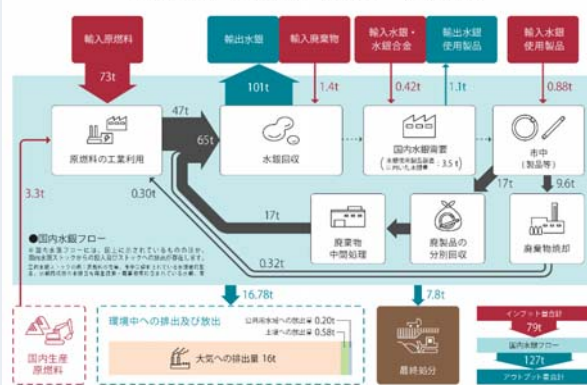 輸入原燃料
輸出水銀
輸入廃棄物
輸入水銀・
水銀合金
輸出水銀
使用製品
輸入水銀
使用製品
73t
101t
1.4t
0.42t
1.1t
0.88t
47t
65t
原燃料の工業利用
水銀回収
国内水銀需要
3.5 t
市中
(製品等)
3.3t
0.30t
17t
17t
9.6t
廃棄物
中間処理
廃製品の
分別回収
廃棄物焼却
●国内水銀フロー
0.32t
16.78t
7.8t
国内生産
原燃料
環境中への排出及び放出
公共用水域への放出量 0.20t
土壌への放出量 0.58t
大気への排出量 16t
最終処分
インプット量合計
79t
国内水銀フロー
127t
アウトプット量合計